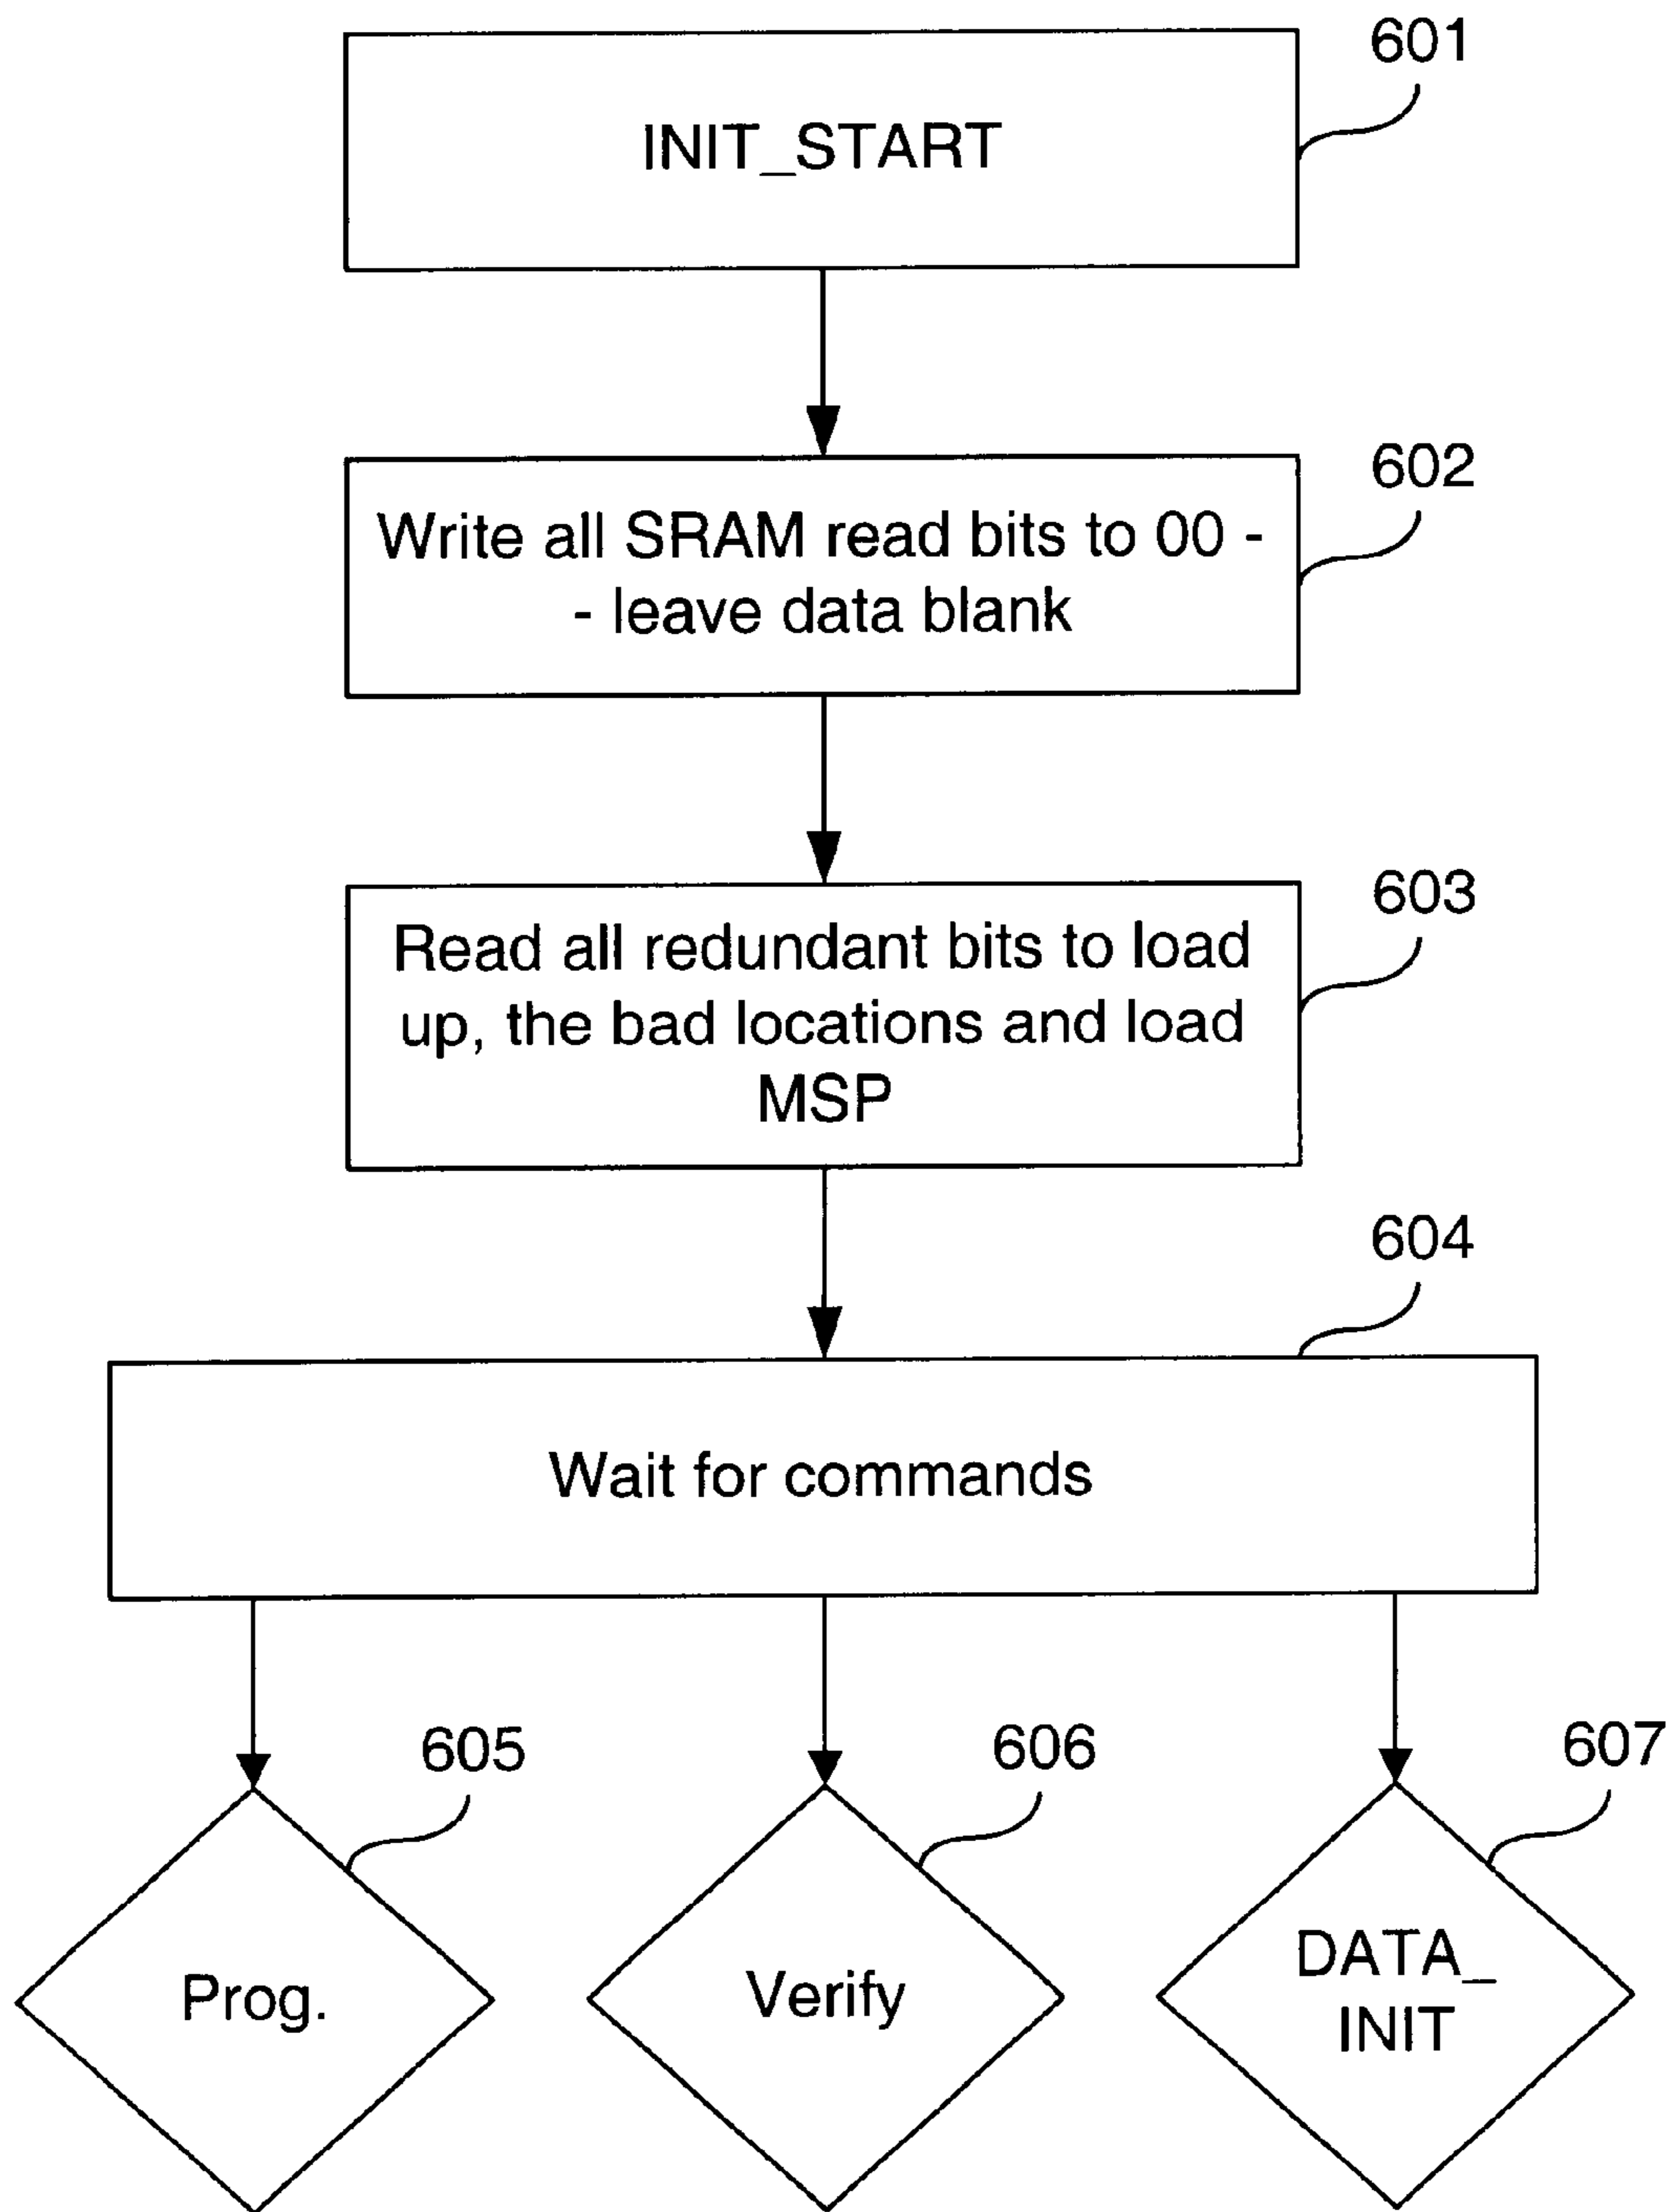 601
INIT_START
602
Write all SRAM read bits to 00 -
- leave data blank
603
Read all redundant bits to load
up, the bad locations and load
MSP
604
Wait for commands
605
606
607
Prog.
Verify
DATA_
INIT